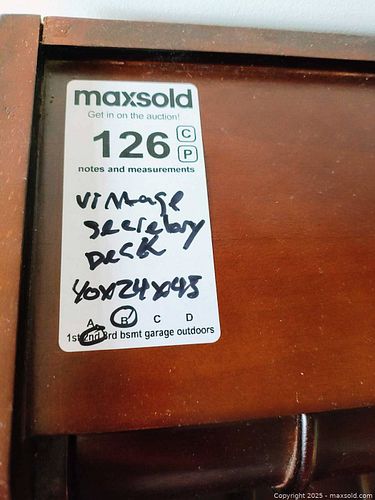 maxsold
Get in on the auction!
126 C
P
notes and measurements
vintage
secretary
Desk
40x24x45
A B C D
1st 2nd 3rd bsmt garage outdoors
Copyright © 2025 - maxsold.com